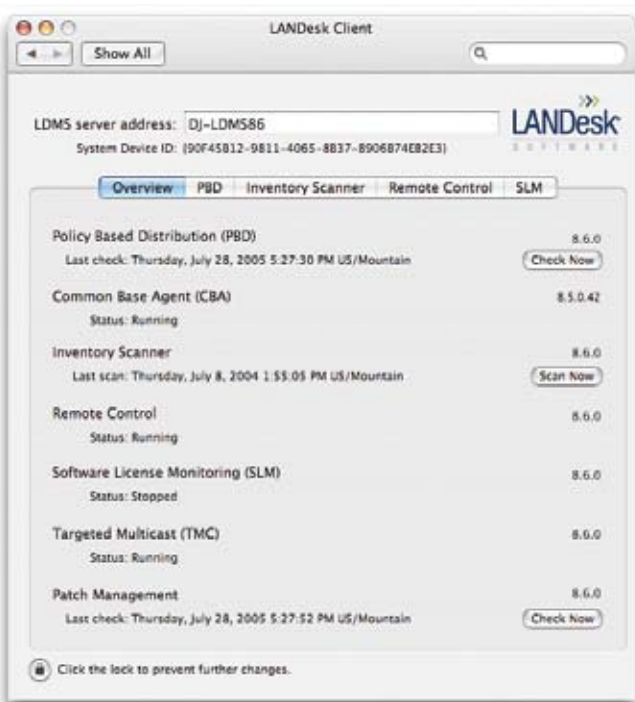 LANDesk Client
Show All
LDMS server address: DJ-LDMS86
LANDesk
SOFTWARE
System Device ID: {90F45B12-9811-4065-8B37-8906B74EB2E3}
Overview PBD Inventory Scanner Remote Control SLM
Policy Based Distribution (PBD) 8.6.0
Last check: Thursday, July 28, 2005 5:27:30 PM US/Mountain Check Now
Common Base Agent (CBA) 8.5.0.42
Status: Running
Inventory Scanner 8.6.0
Last scan: Thursday, July 8, 2004 1:55:05 PM US/Mountain Scan Now
Remote Control 8.6.0
Status: Running
Software License Monitoring (SLM) 8.6.0
Status: Stopped
Targeted Multicast (TMC) 8.6.0
Status: Running
Patch Management 8.6.0
Last check: Thursday, July 28, 2005 5:27:52 PM US/Mountain Check Now
Click the lock to prevent further changes.